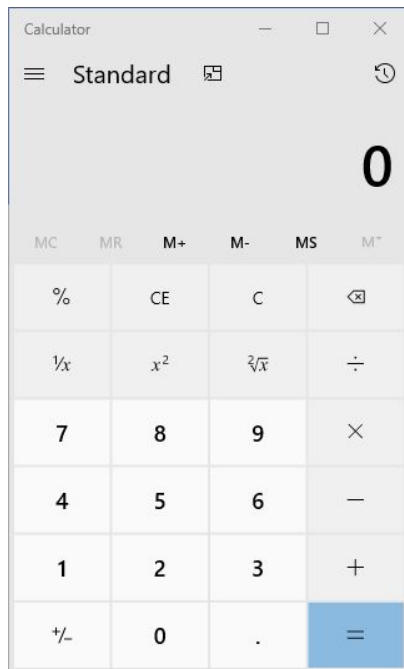 Calculator
Standard
0
MC MR M+ M- MS M˅
% CE C
¹/x x² ²√x ÷
7 8 9 ×
4 5 6 −
1 2 3 +
+/− 0 . =